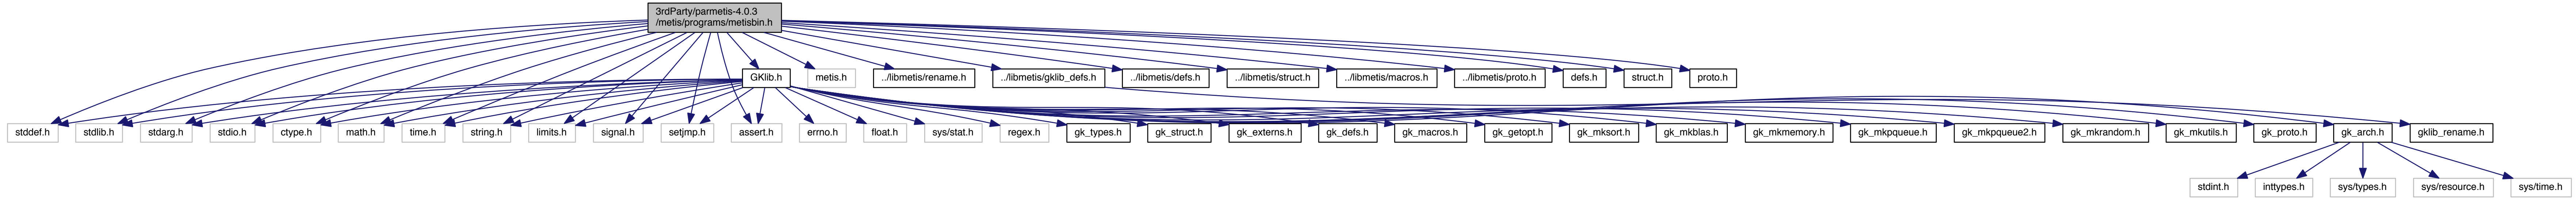 3rdParty/parmetis-4.0.3
/metis/programs/metisbin.h
GKlib.h
metis.h
../libmetis/rename.h
../libmetis/gklib_defs.h
../libmetis/defs.h
../libmetis/struct.h
../libmetis/macros.h
../libmetis/proto.h
defs.h
struct.h
proto.h
stddef.h
stdlib.h
stdarg.h
stdio.h
ctype.h
math.h
time.h
string.h
limits.h
signal.h
setjmp.h
assert.h
errno.h
float.h
sys/stat.h
regex.h
gk_types.h
gk_struct.h
gk_externs.h
gk_defs.h
gk_macros.h
gk_getopt.h
gk_mksort.h
gk_mkblas.h
gk_mkmemory.h
gk_mkpqueue.h
gk_mkpqueue2.h
gk_mkrandom.h
gk_mkutils.h
gk_proto.h
gk_arch.h
gklib_rename.h
stdint.h
inttypes.h
sys/types.h
sys/resource.h
sys/time.h